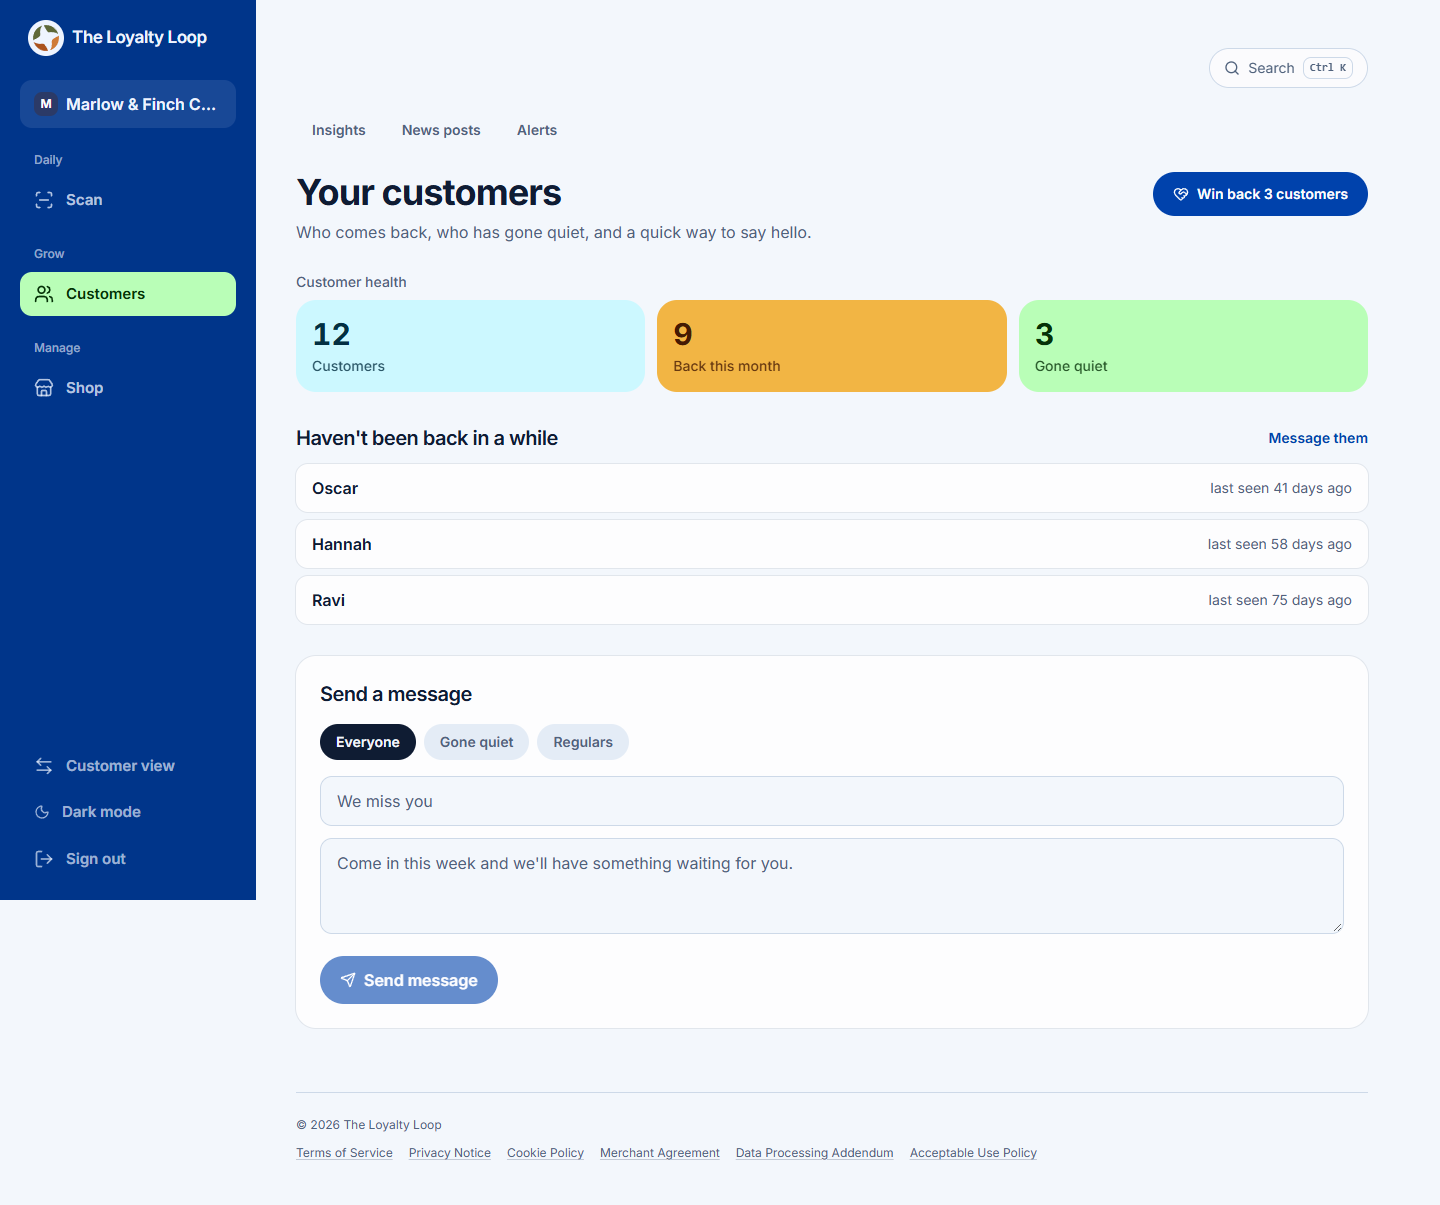 The Loyalty Loop
M Marlow & Finch C...
Daily
Scan
Grow
Customers
Manage
Shop
Customer view
Dark mode
Sign out
Search Ctrl K
Insights News posts Alerts
Your customers
Win back 3 customers
Who comes back, who has gone quiet, and a quick way to say hello.
Customer health
12
Customers
9
Back this month
3
Gone quiet
Haven't been back in a while
Message them
Oscar last seen 41 days ago
Hannah last seen 58 days ago
Ravi last seen 75 days ago
Send a message
Everyone Gone quiet Regulars
We miss you
Come in this week and we'll have something waiting for you.
Send message
© 2026 The Loyalty Loop
Terms of Service Privacy Notice Cookie Policy Merchant Agreement Data Processing Addendum Acceptable Use Policy